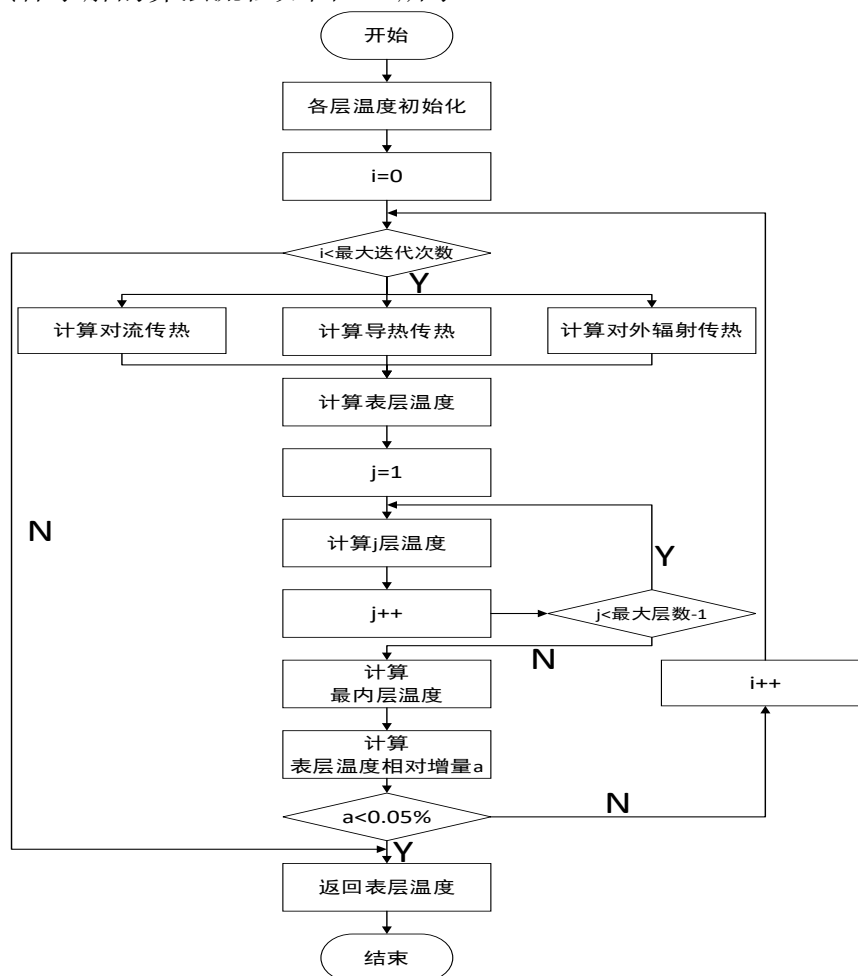 开始
各层温度初始化
i=0
i<最大迭代次数
Y
计算对流传热
计算导热传热
计算对外辐射传热
计算表层温度
j=1
N
计算j层温度
Y
j++
j<最大层数-1
N
计算
最内层温度
i++
计算
表层温度相对增量a
a<0.05%
N
Y
返回表层温度
结束